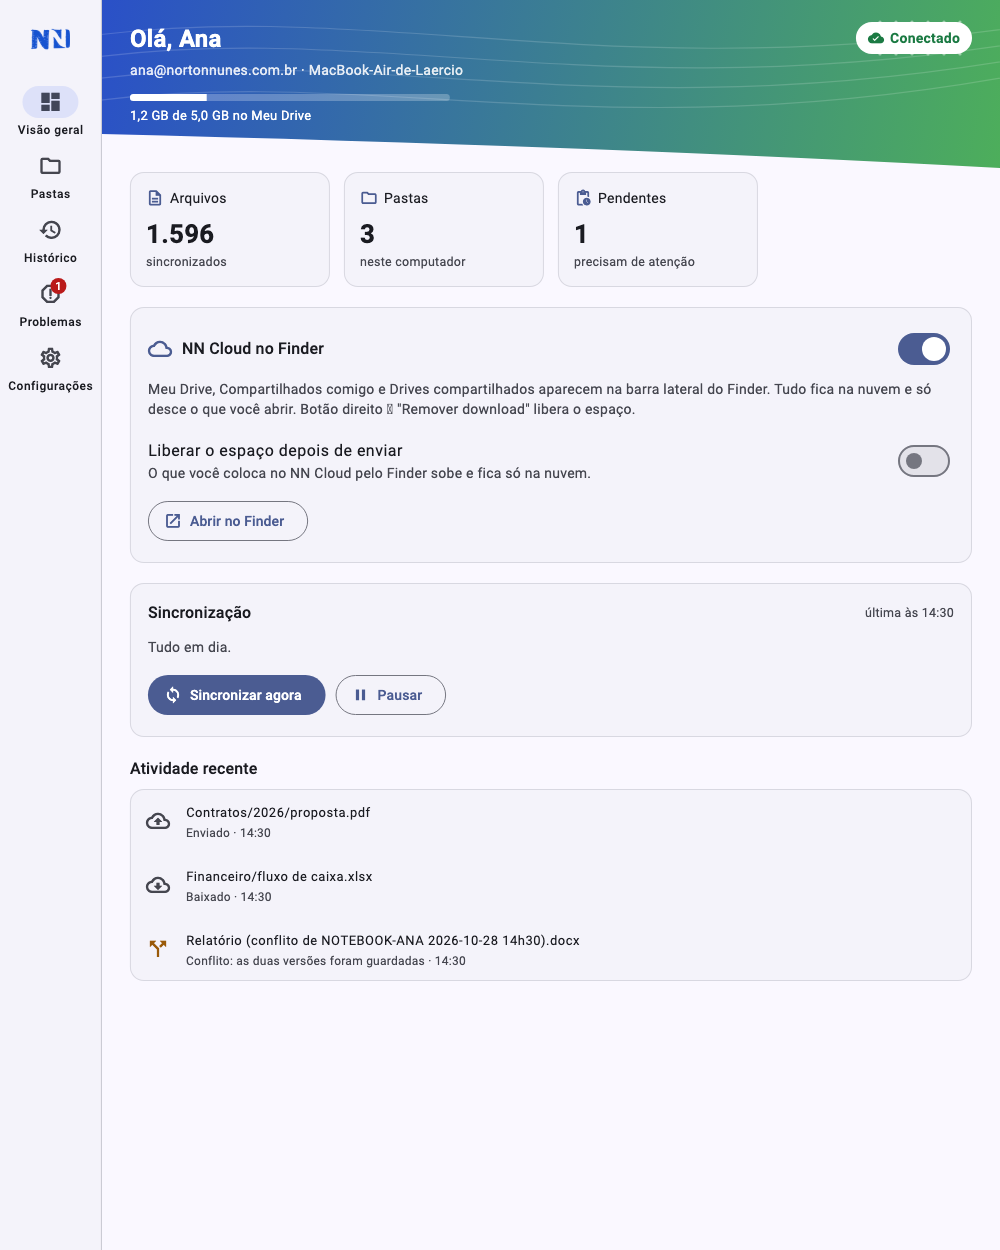 NN
Olá, Ana
Conectado
ana@nortonnunes.com.br · MacBook-Air-de-Laercio
1,2 GB de 5,0 GB no Meu Drive
Visão geral
Pastas
Histórico
1
Problemas
Configurações
Arquivos
1.596
sincronizados
Pastas
3
neste computador
Pendentes
1
precisam de atenção
NN Cloud no Finder
Meu Drive, Compartilhados comigo e Drives compartilhados aparecem na barra lateral do Finder. Tudo fica na nuvem e só
desce o que você abrir. Botão direito "Remover download" libera o espaço.
Liberar o espaço depois de enviar
O que você coloca no NN Cloud pelo Finder sobe e fica só na nuvem.
Abrir no Finder
Sincronização
última às 14:30
Tudo em dia.
Sincronizar agora
Pausar
Atividade recente
Contratos/2026/proposta.pdf
Enviado · 14:30
Financeiro/fluxo de caixa.xlsx
Baixado · 14:30
Relatório (conflito de NOTEBOOK-ANA 2026-10-28 14h30).docx
Conflito: as duas versões foram guardadas · 14:30